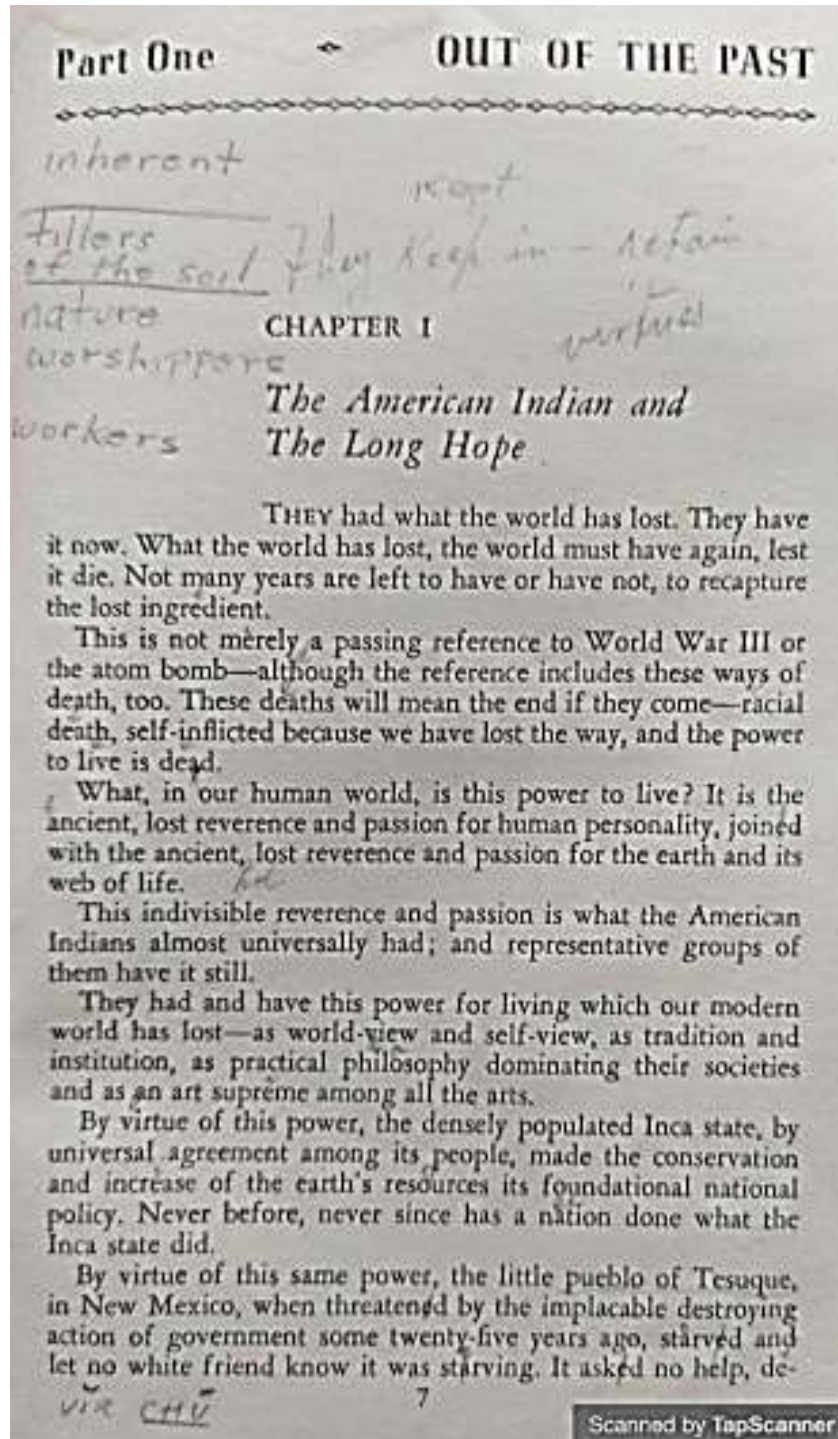 Part One OUT OF THE PAST
inherent
kept
tillers
of the soil They keep in - retain
nature
worshippers
virtues
workers
CHAPTER I
The American Indian and
The Long Hope
THEY had what the world has lost. They have
it now. What the world has lost, the world must have again, lest
it die. Not many years are left to have or have not, to recapture
the lost ingredient.
This is not merely a passing reference to World War III or
the atom bomb—although the reference includes these ways of
death, too. These deaths will mean the end if they come—racial
death, self-inflicted because we have lost the way, and the power
to live is dead.
What, in our human world, is this power to live? It is the
ancient, lost reverence and passion for human personality, joined
with the ancient, lost reverence and passion for the earth and its
web of life.
This indivisible reverence and passion is what the American
Indians almost universally had; and representative groups of
them have it still.
They had and have this power for living which our modern
world has lost—as world-view and self-view, as tradition and
institution, as practical philosophy dominating their societies
and as an art supreme among all the arts.
By virtue of this power, the densely populated Inca state, by
universal agreement among its people, made the conservation
and increase of the earth's resources its foundational national
policy. Never before, never since has a nation done what the
Inca state did.
By virtue of this same power, the little pueblo of Tesuque,
in New Mexico, when threatened by the implacable destroying
action of government some twenty-five years ago, starved and
let no white friend know it was starving. It asked no help, de-
vir CHU
7
Scanned by TapScanner